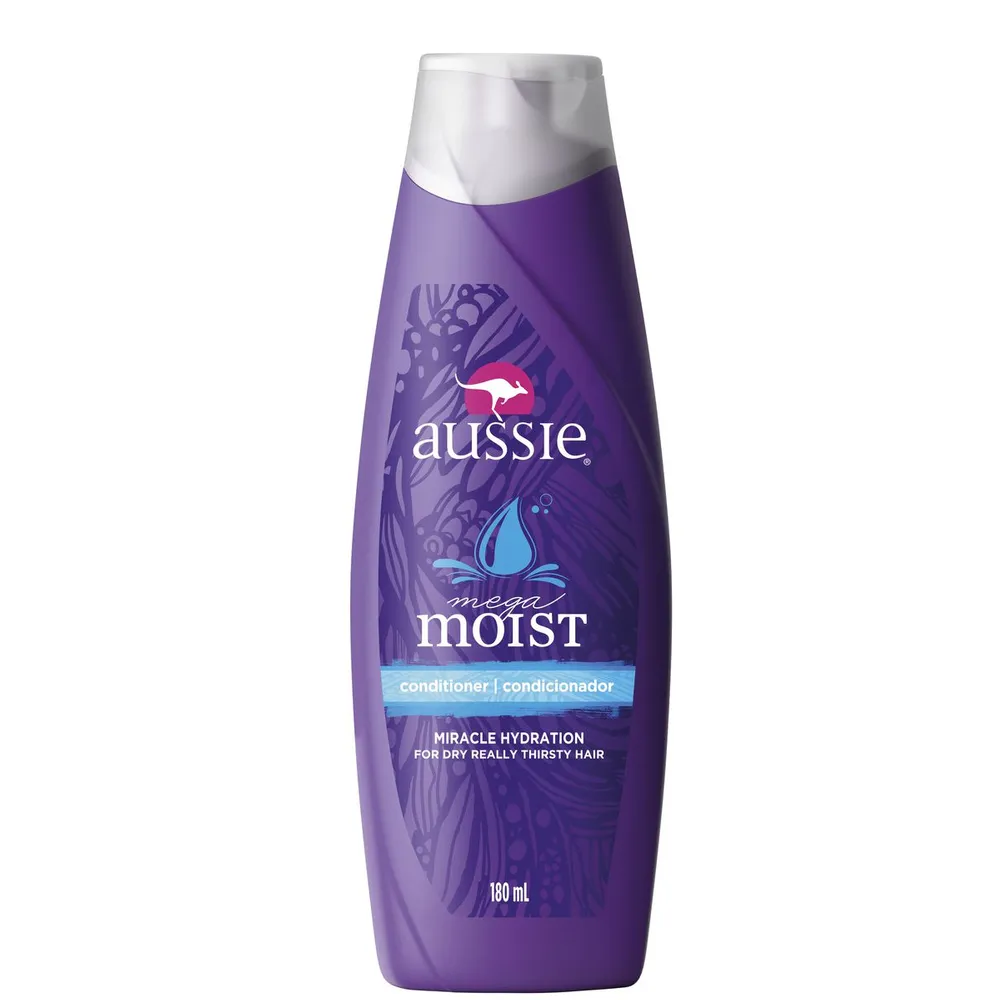 aussie®
mega
MOIST
conditioner | condicionador
MIRACLE HYDRATION
FOR DRY REALLY THIRSTY HAIR
180 mL